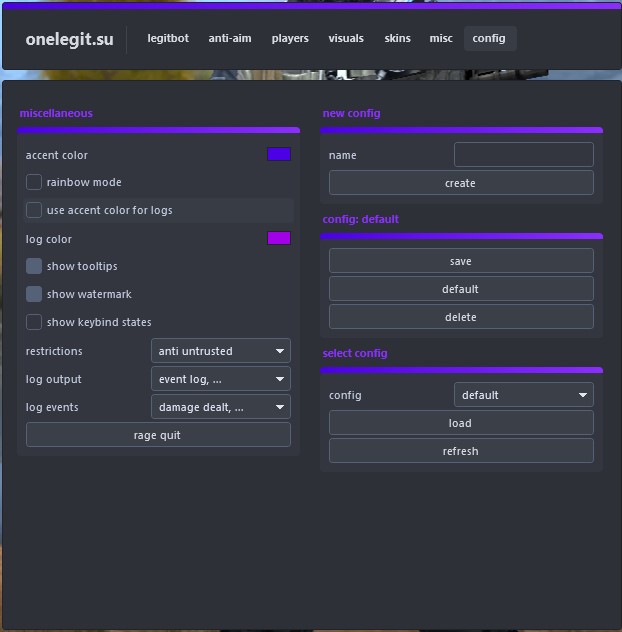 onelegit.su legitbot anti-aim players visuals skins misc config
miscellaneous
accent color
rainbow mode
use accent color for logs
log color
show tooltips
show watermark
show keybind states
restrictions anti untrusted
log output event log, ...
log events damage dealt, ...
rage quit
new config
name
create
config: default
save
default
delete
select config
config default
load
refresh